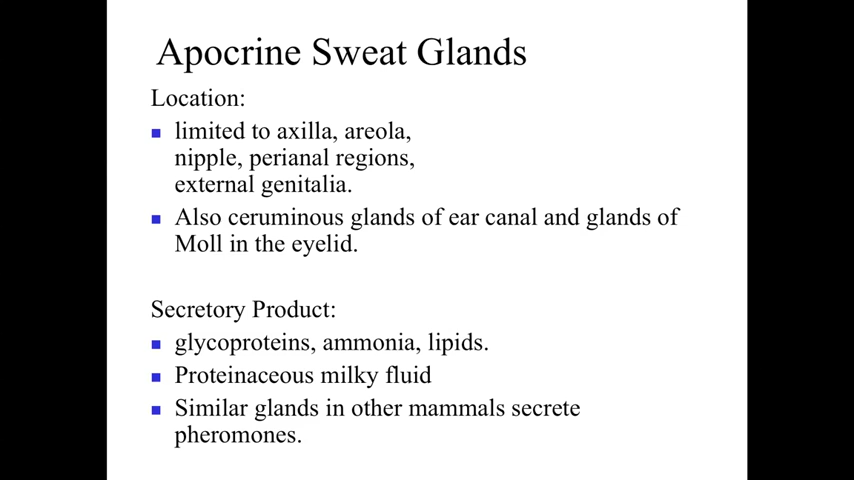 Apocrine Sweat Glands
Location:
limited to axilla, areola,
nipple, perianal regions,
external genitalia.
Also ceruminous glands of ear canal and glands of
Moll in the eyelid.
Secretory Product:
glycoproteins, ammonia, lipids.
Proteinaceous milky fluid
Similar glands in other mammals secrete
pheromones.